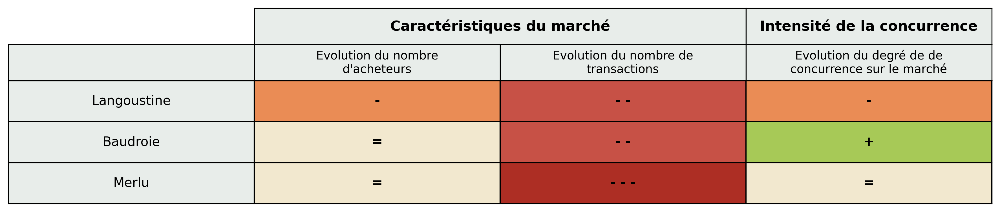 Caractéristiques du marché
Intensité de la concurrence
Evolution du nombre
d'acheteurs
Evolution du nombre de
transactions
Evolution du degré de de
concurrence sur le marché
Langoustine
-
- -
-
Baudroie
=
- -
+
Merlu
=
- - -
=